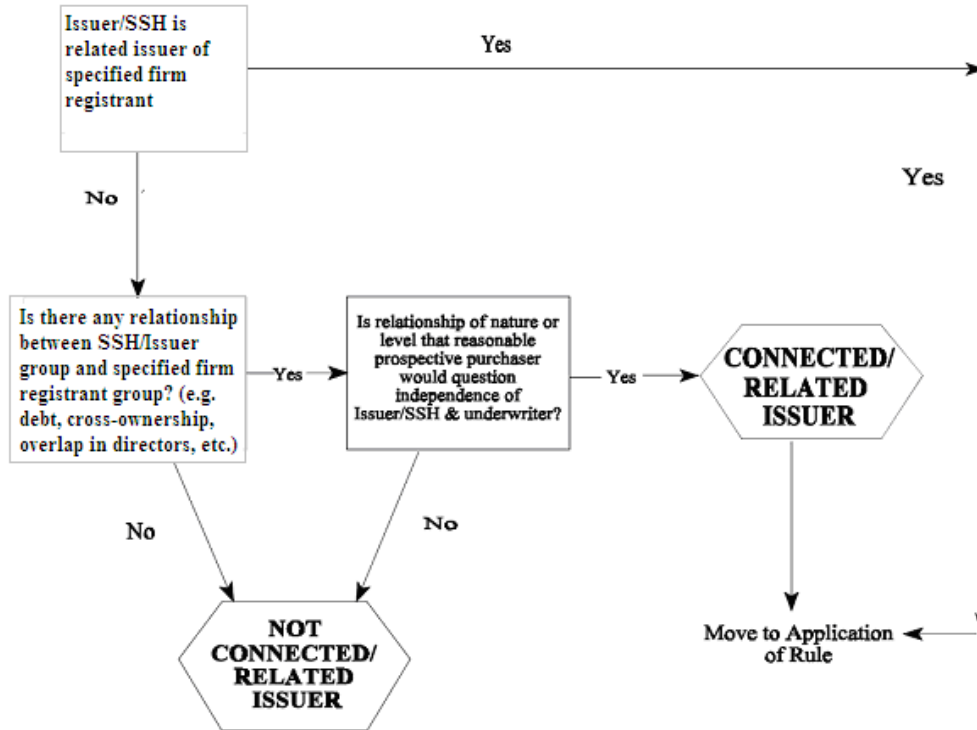 Issuer/SSH is
related issuer of
specified firm
registrant
Yes
Yes
No
Is there any relationship
between SSH/Issuer
group and specified firm
registrant group? (e.g.
debt, cross-ownership,
overlap in directors, etc.)
Yes
Is relationship of nature or
level that reasonable
prospective purchaser
would question
independence of
Issuer/SSH & underwriter?
Yes
CONNECTED/
RELATED
ISSUER
No
No
NOT
CONNECTED/
RELATED
ISSUER
Move to Application
of Rule